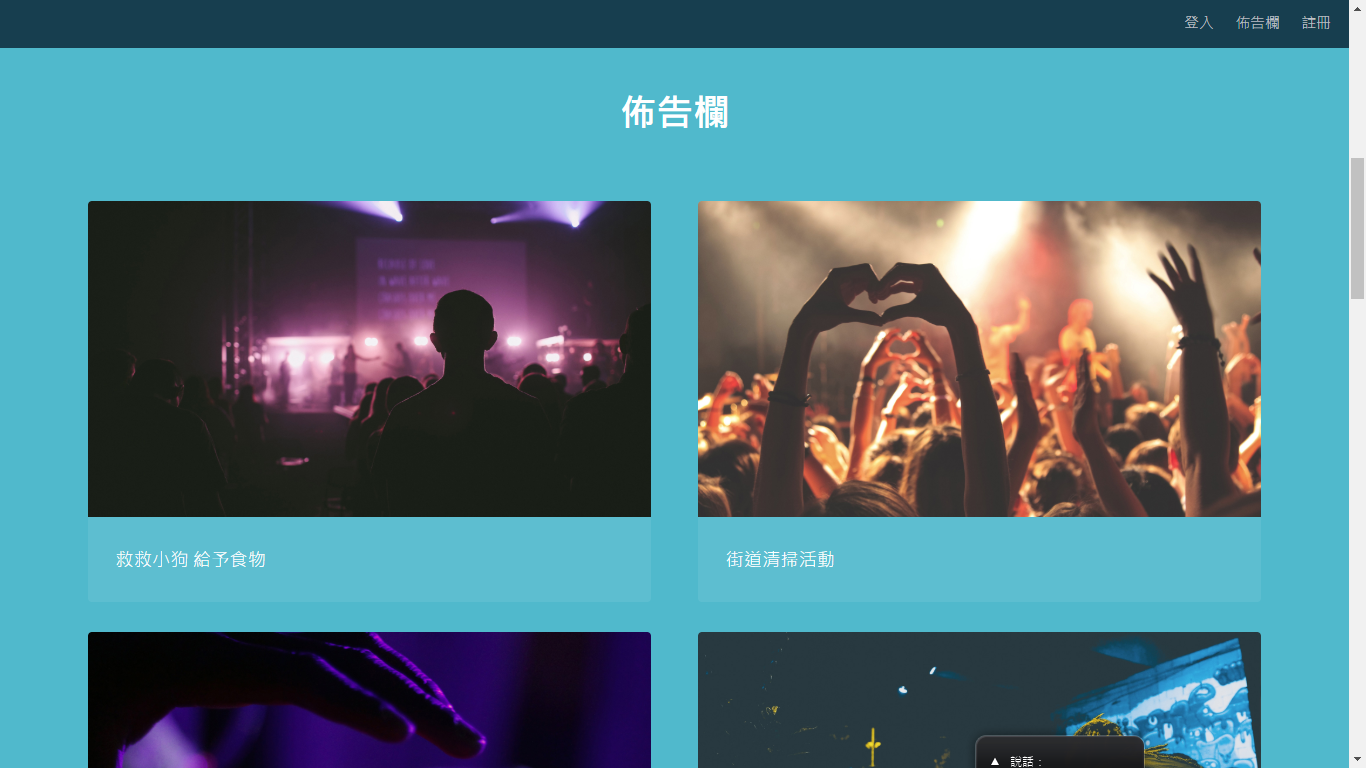 登入 佈告欄 註冊
佈告欄
救救小狗 給予食物
街道清掃活動
▲ 說話 :